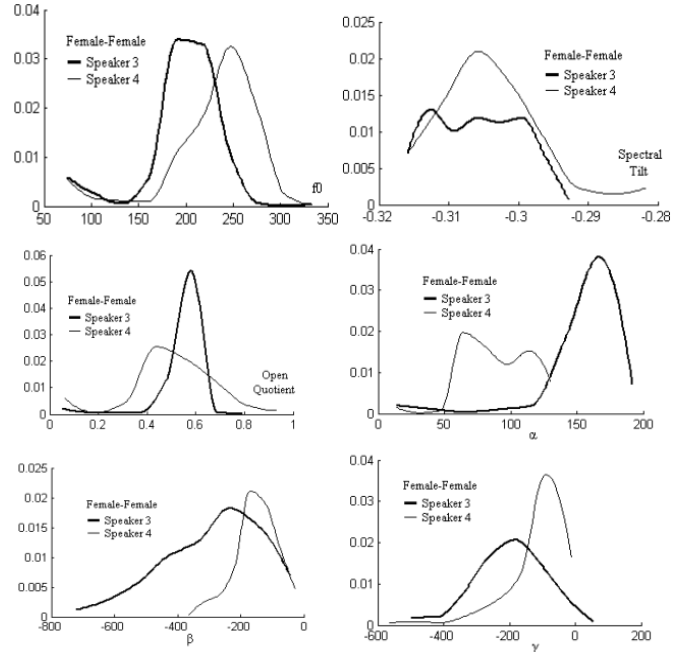 0.04
0.03
0.02
0.01
0
50 100 150 200 250 300 350
f0
Female-Female
Speaker 3
Speaker 4
0.025
0.02
0.015
0.01
0.005
0
-0.32 -0.31 -0.3 -0.29 -0.28
Female-Female
Speaker 3
Speaker 4
Spectral
Tilt
0.06
0.05
0.04
0.03
0.02
0.01
0
0 0.2 0.4 0.6 0.8 1
Female-Female
Speaker 3
Speaker 4
Open
Quotient
0.04
0.03
0.02
0.01
0
0 50 100 150 200
α
Female-Female
Speaker 3
Speaker 4
0.025
0.02
0.015
0.01
0.005
0
-800 -600 -400 -200 0
β
Female-Female
Speaker 3
Speaker 4
0.04
0.03
0.02
0.01
0
-600 -400 -200 0 200
γ
Female-Female
Speaker 3
Speaker 4